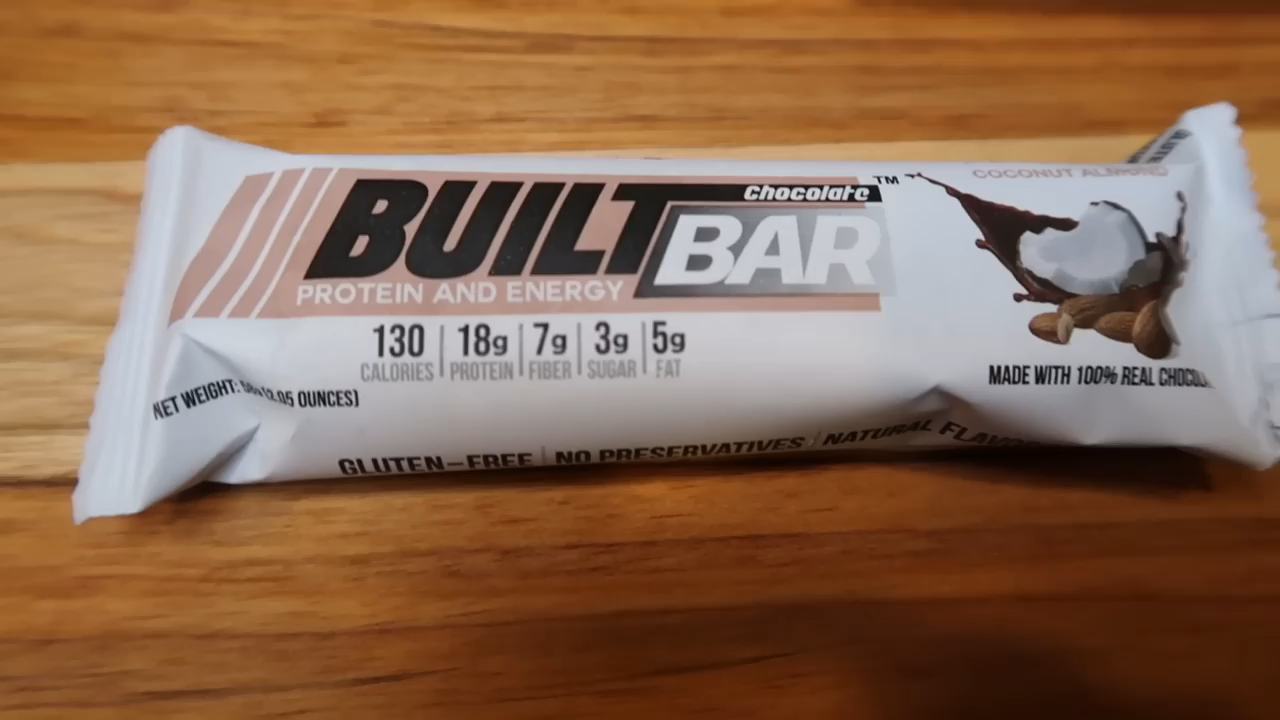 Chocolate
BUILT BAR™
PROTEIN AND ENERGY
COCONUT ALMOND
130 18g 7g 3g 5g
CALORIES PROTEIN FIBER SUGAR FAT
MADE WITH 100% REAL
NET WEIGHT: OUNCES]
GLUTEN-FREE NO PRESERVATIVES NATURAL